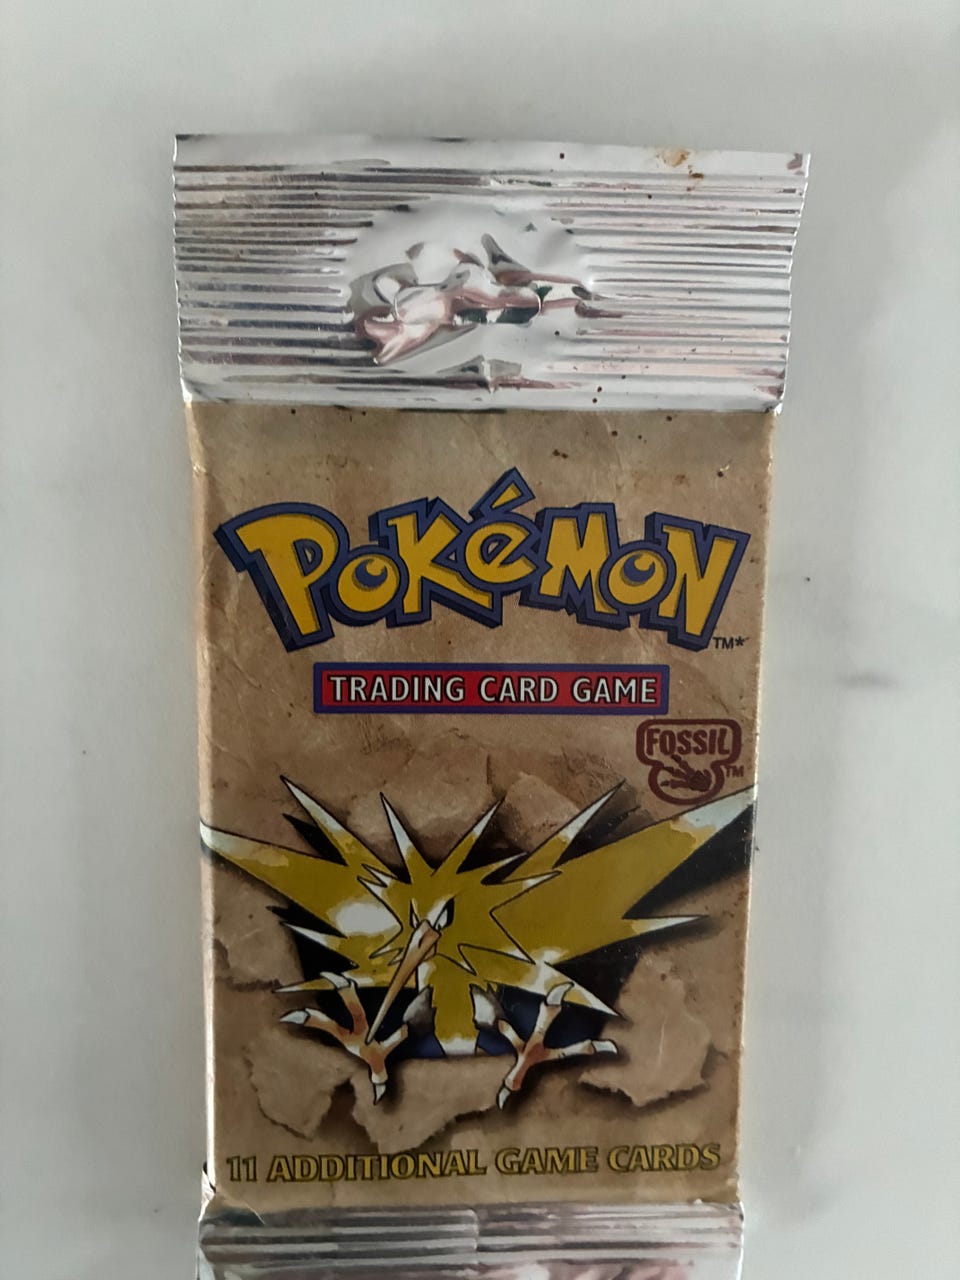 POKéMON
TM*
TRADING CARD GAME
FOSSIL
TM
11 ADDITIONAL GAME CARDS